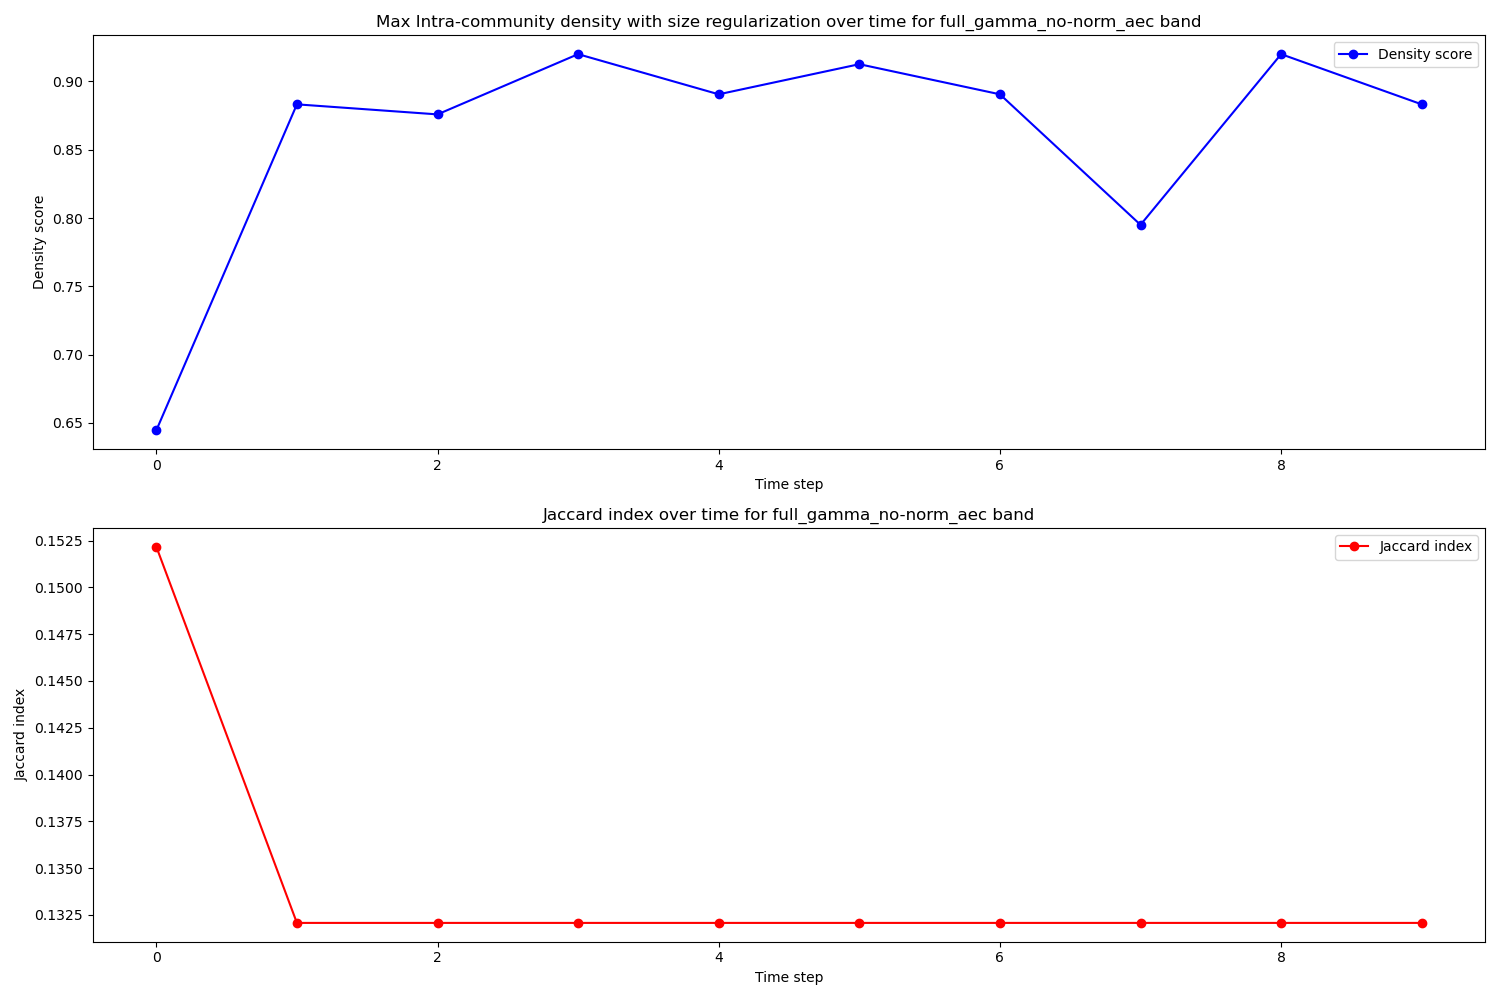 Max Intra-community density with size regularization over time for full_gamma_no-norm_aec band
Density score
0.90
0.85
0.80
0.75
0.70
0.65
Density score
0 2 4 6 8
Time step
Jaccard index over time for full_gamma_no-norm_aec band
Jaccard index
0.1525
0.1500
0.1475
0.1450
0.1425
0.1400
0.1375
0.1350
0.1325
Jaccard index
0 2 4 6 8
Time step